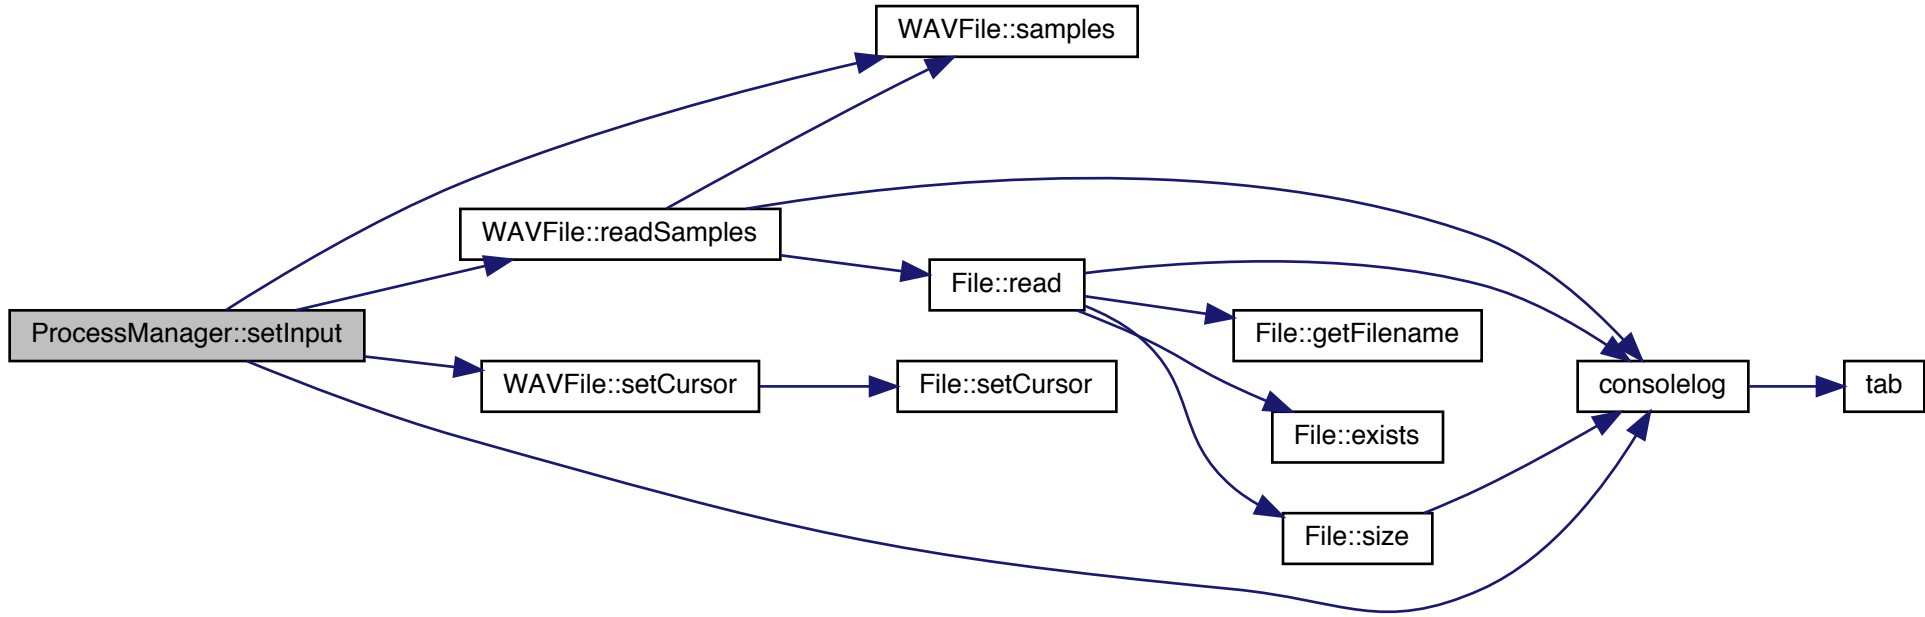 WAVFile::samples
WAVFile::readSamples
File::read
ProcessManager::setInput
File::getFilename
WAVFile::setCursor
File::setCursor
consolelog
tab
File::exists
File::size